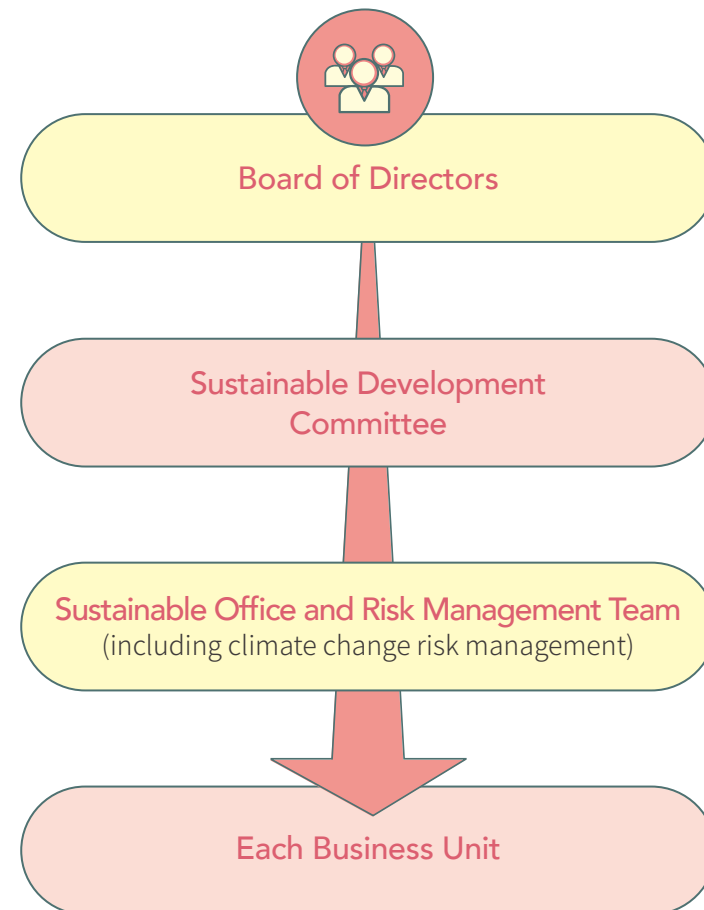 Board of Directors
Sustainable Development
Committee
Sustainable Office and Risk Management Team
(including climate change risk management)
Each Business Unit